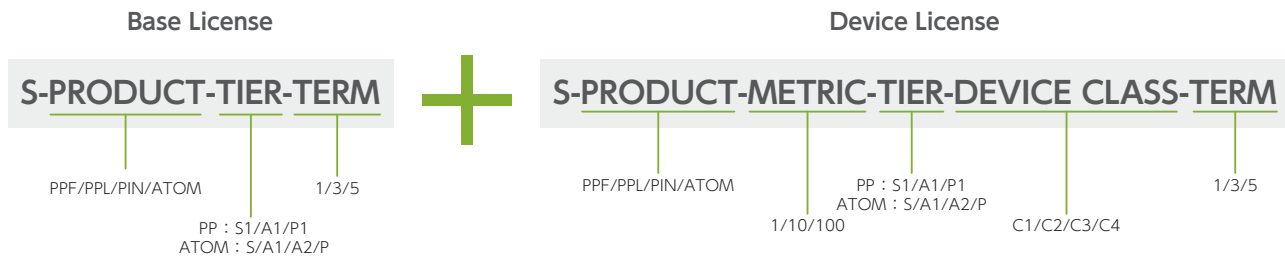 Base License
S-PRODUCT-TIER-TERM
PPF/PPL/PIN/ATOM
1/3/5
PP：S1/A1/P1
ATOM：S/A1/A2/P
Device License
S-PRODUCT-METRIC-TIER-DEVICE CLASS-TERM
PPF/PPL/PIN/ATOM
PP：S1/A1/P1
ATOM：S/A1/A2/P
1/3/5
1/10/100
C1/C2/C3/C4